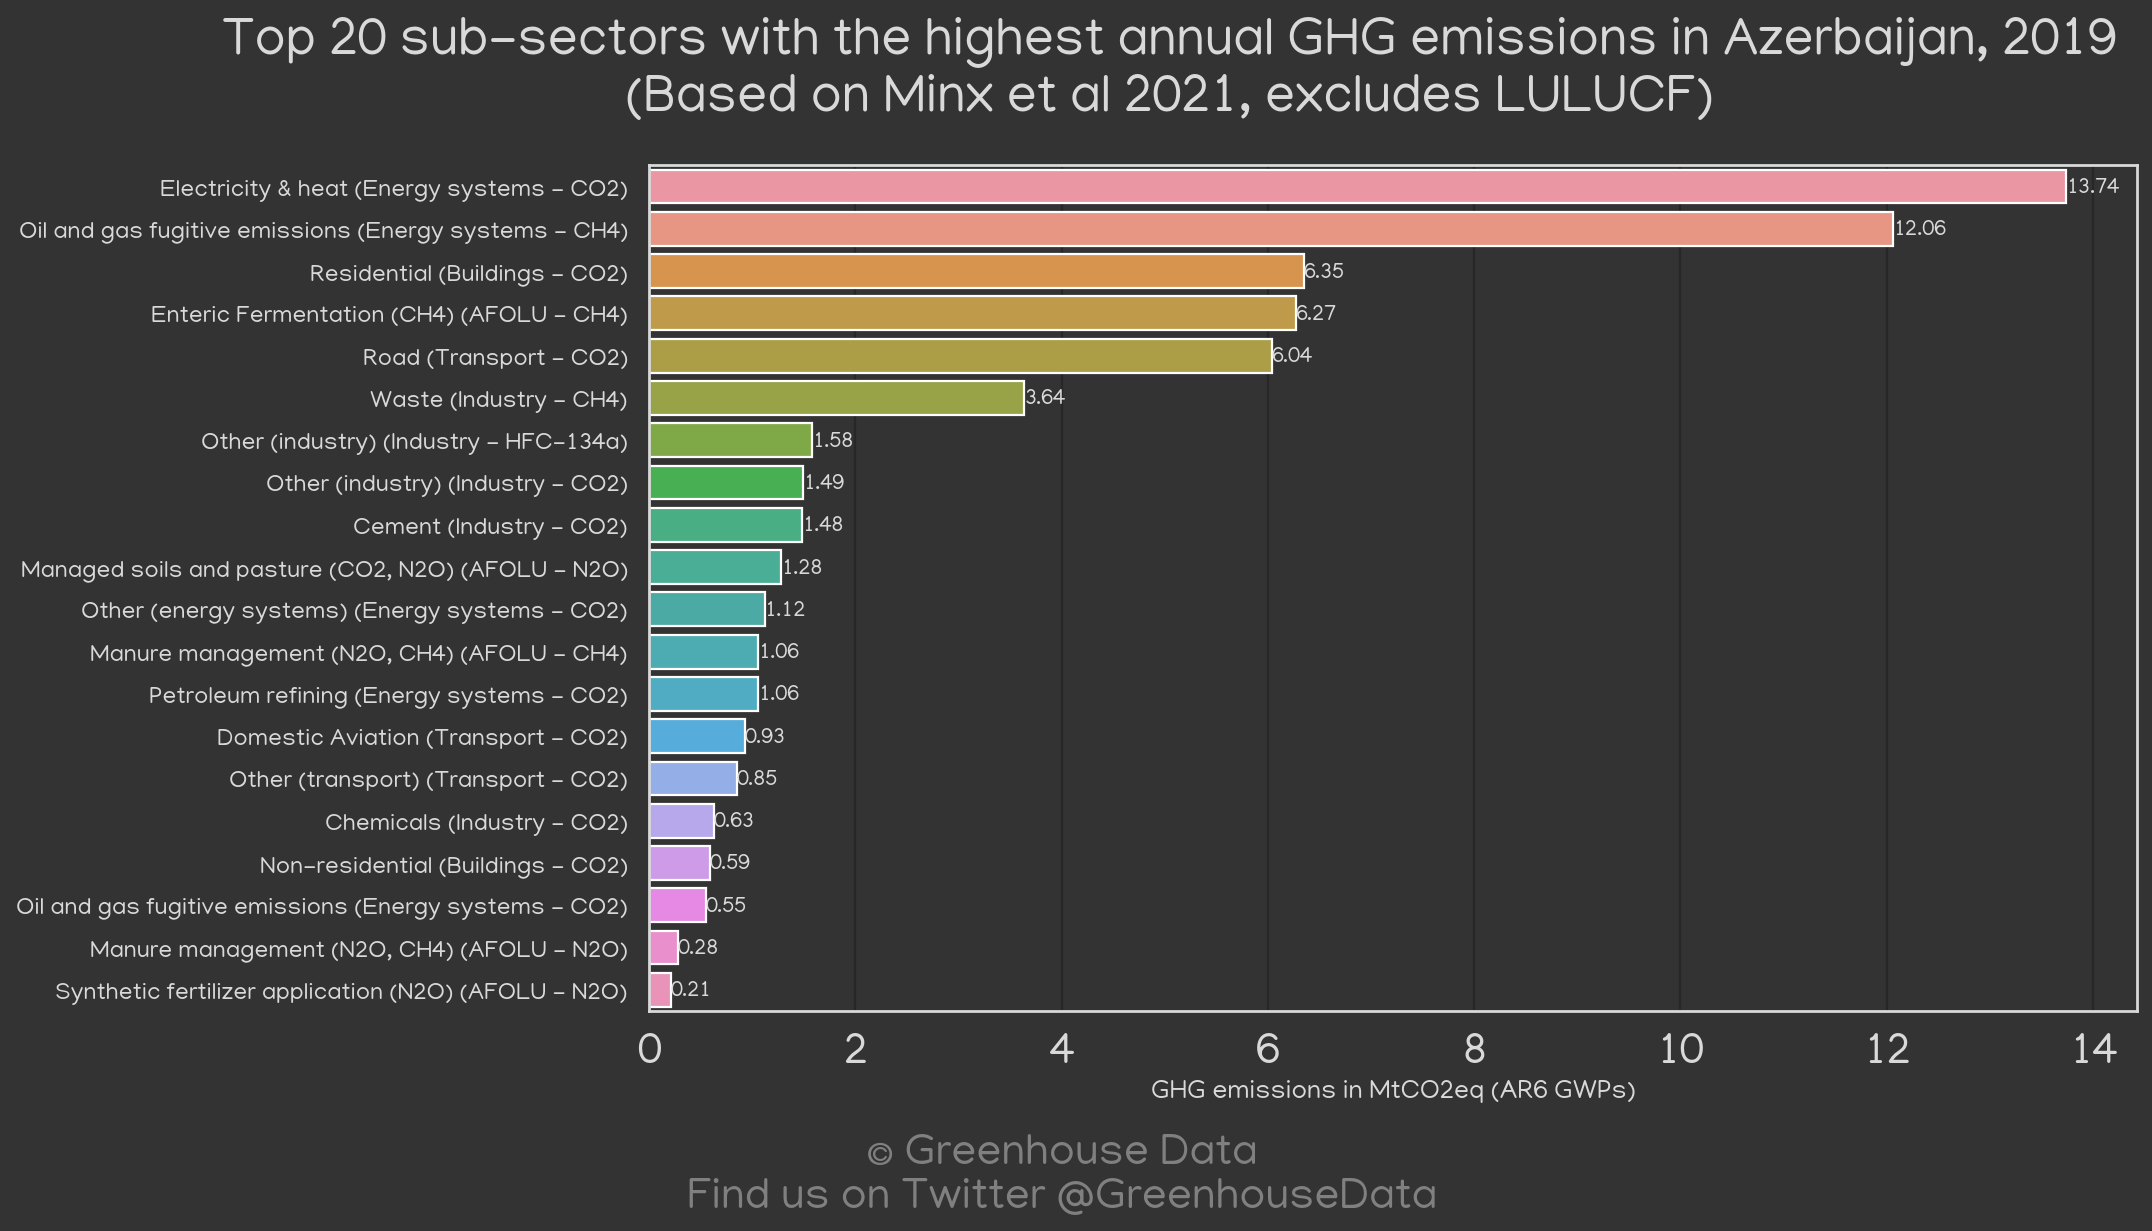 Top 20 sub-sectors with the highest annual GHG emissions in Azerbaijan, 2019
(Based on Minx et al 2021, excludes LULUCF)
Electricity & heat (Energy systems - CO2) 13.74
Oil and gas fugitive emissions (Energy systems - CH4) 12.06
Residential (Buildings - CO2) 6.35
Enteric Fermentation (CH4) (AFOLU - CH4) 6.27
Road (Transport - CO2) 6.04
Waste (Industry - CH4) 3.64
Other (industry) (Industry - HFC-134a) 1.58
Other (industry) (Industry - CO2) 1.49
Cement (Industry - CO2) 1.48
Managed soils and pasture (CO2, N2O) (AFOLU - N2O) 1.28
Other (energy systems) (Energy systems - CO2) 1.12
Manure management (N2O, CH4) (AFOLU - CH4) 1.06
Petroleum refining (Energy systems - CO2) 1.06
Domestic Aviation (Transport - CO2) 0.93
Other (transport) (Transport - CO2) 0.85
Chemicals (Industry - CO2) 0.63
Non-residential (Buildings - CO2) 0.59
Oil and gas fugitive emissions (Energy systems - CO2) 0.55
Manure management (N2O, CH4) (AFOLU - N2O) 0.28
Synthetic fertilizer application (N2O) (AFOLU - N2O) 0.21
0 2 4 6 8 10 12 14
GHG emissions in MtCO2eq (AR6 GWPs)
© Greenhouse Data
Find us on Twitter @GreenhouseData